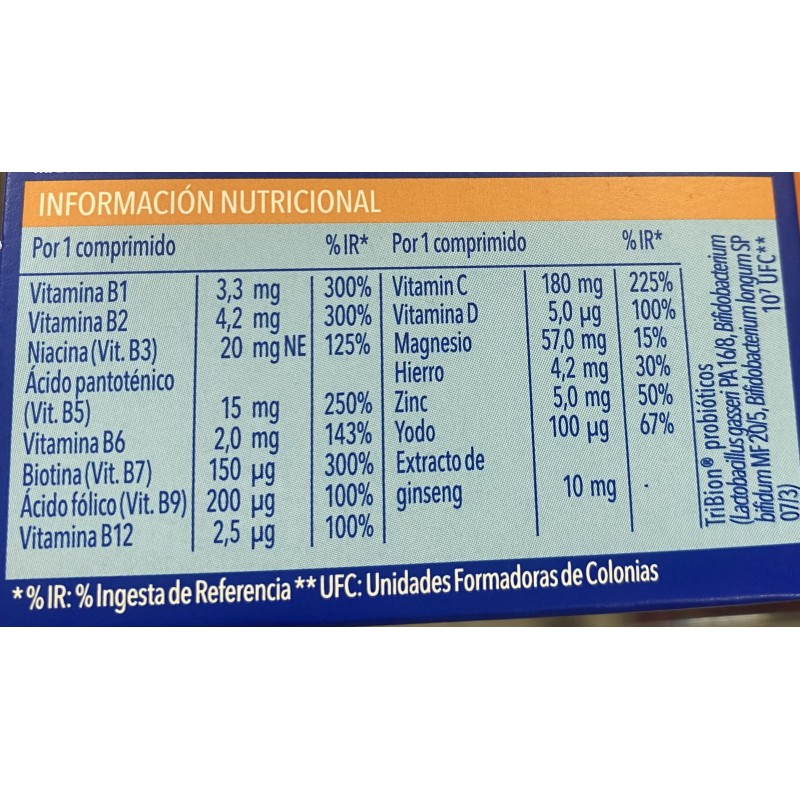 INFORMACIÓN NUTRICIONAL
Por 1 comprimido %IR*
Vitamina B1 3,3 mg 300%
Vitamina B2 4,2 mg 300%
Niacina (Vit. B3) 20 mg NE 125%
Ácido pantoténico
(Vit. B5) 15 mg 250%
Vitamina B6 2,0 mg 143%
Biotina (Vit. B7) 150 µg 300%
Ácido fólico (Vit. B9) 200 µg 100%
Vitamina B12 2,5 µg 100%
Por 1 comprimido %IR*
Vitamin C 180 mg 225%
Vitamina D 5,0 µg 100%
Magnesio 57,0 mg 15%
Hierro 4,2 mg 30%
Zinc 5,0 mg 50%
Yodo 100 µg 67%
Extracto de
ginseng 10 mg -
TriBion® probióticos
(Lactobacillus gasseri PA 16/8, Bifidobacterium
bifidum MF 20/5, Bifidobacterium longum SP
07/3) 10⁷ UFC**
* % IR: % Ingesta de Referencia ** UFC: Unidades Formadoras de Colonias